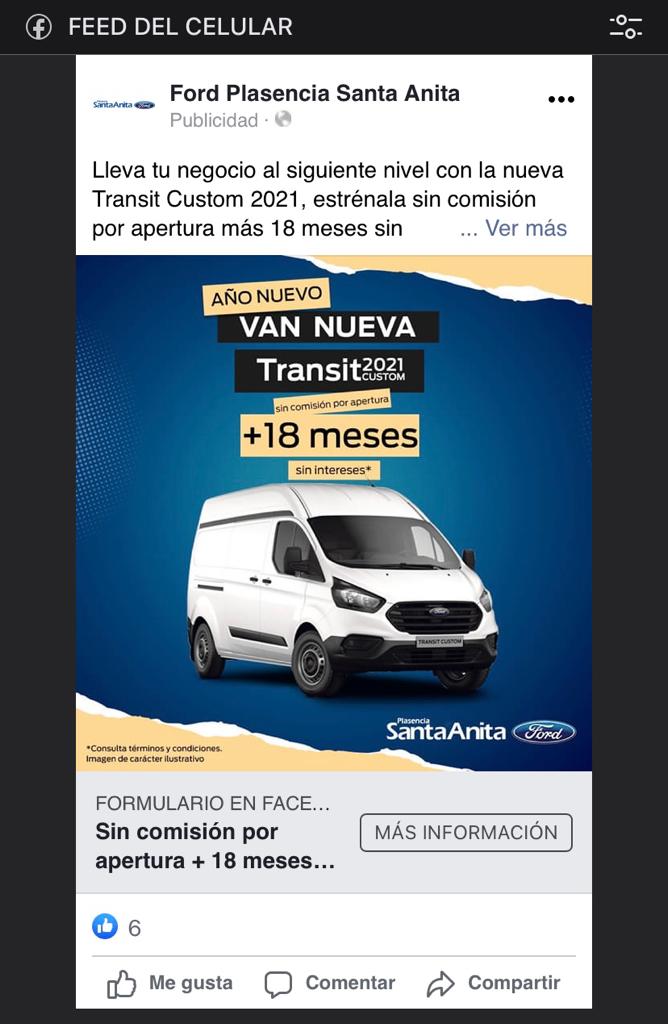 FEED DEL CELULAR
Ford Plasencia Santa Anita
Publicidad ·
Lleva tu negocio al siguiente nivel con la nueva
Transit Custom 2021, estrénala sin comisión
por apertura más 18 meses sin ... Ver más
AÑO NUEVO
VAN NUEVA
Transit 2021
CUSTOM
sin comisión por apertura
+18 meses
sin intereses*
Ford
TRANSIT CUSTOM
Plasencia
SantaAnita Ford
*Consulta términos y condiciones.
Imagen de carácter ilustrativo
FORMULARIO EN FACE...
Sin comisión por
apertura + 18 meses...
MÁS INFORMACIÓN
6
Me gusta Comentar Compartir